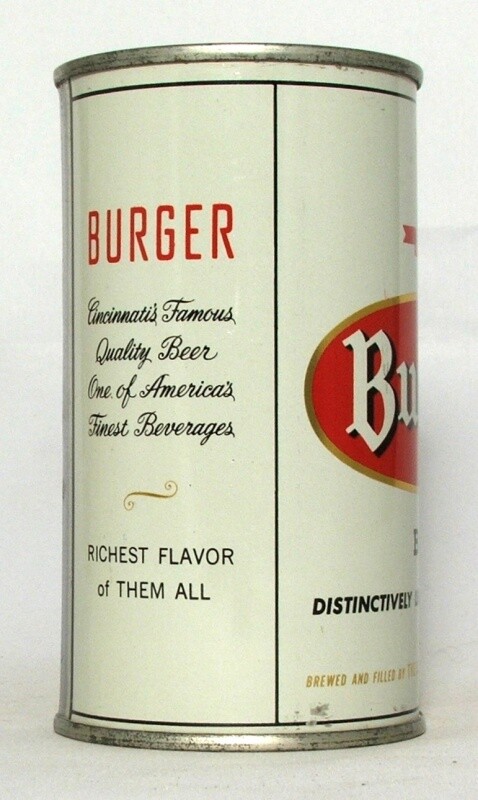 BURGER
Cincinnati's Famous
Quality Beer
One of America's
Finest Beverages
RICHEST FLAVOR
of THEM ALL
Bu
DISTINCTIVELY
BREWED AND FILLED BY